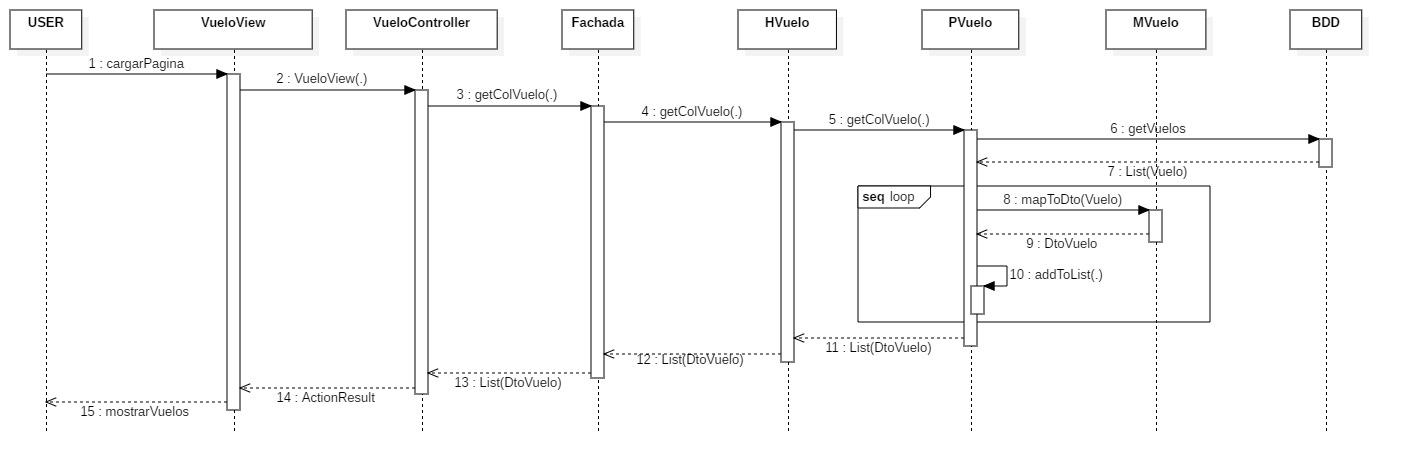 USER
VueloView
VueloController
Fachada
HVuelo
PVuelo
MVuelo
BDD
1 : cargarPagina
2 : VueloView(.)
3 : getColVuelo(.)
4 : getColVuelo(.)
5 : getColVuelo(.)
6 : getVuelos
7 : List(Vuelo)
seq loop
8 : mapToDto(Vuelo)
9 : DtoVuelo
10 : addToList(.)
11 : List(DtoVuelo)
12 : List(DtoVuelo)
13 : List(DtoVuelo)
14 : ActionResult
15 : mostrarVuelos